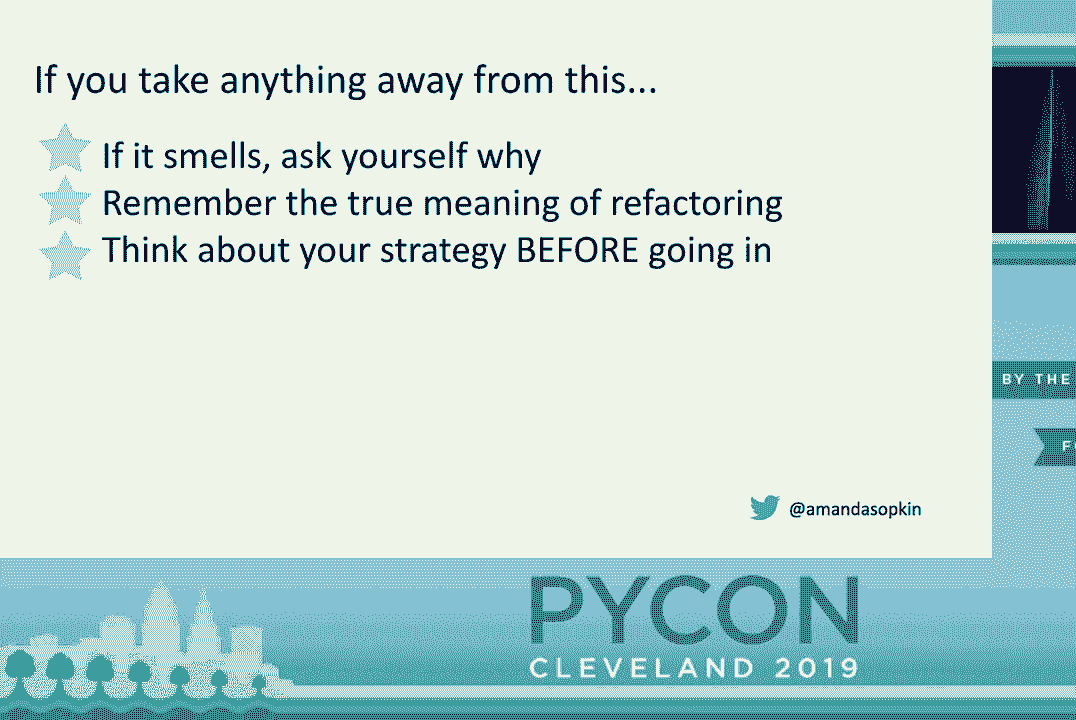 If you take anything away from this...
If it smells, ask yourself why
Remember the true meaning of refactoring
Think about your strategy BEFORE going in
@amandasopkin
BY THE
PYCON
CLEVELAND 2019